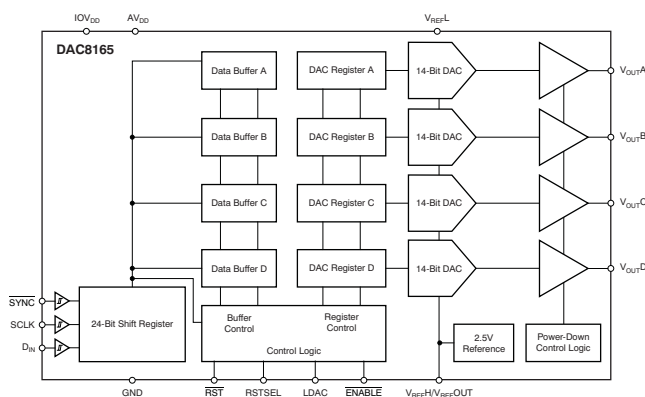 IOVDD
AVDD
VREFL
DAC8165
Data Buffer A
DAC Register A
14-Bit DAC
VOUTA
Data Buffer B
DAC Register B
14-Bit DAC
VOUTB
Data Buffer C
DAC Register C
14-Bit DAC
VOUTC
Data Buffer D
DAC Register D
14-Bit DAC
VOUTD
SYNC
SCLK
DIN
24-Bit Shift Register
Buffer
Control
Register
Control
Control Logic
2.5V
Reference
Power-Down
Control Logic
GND
RST
RSTSEL
LDAC
ENABLE
VREFH/VREFOUT